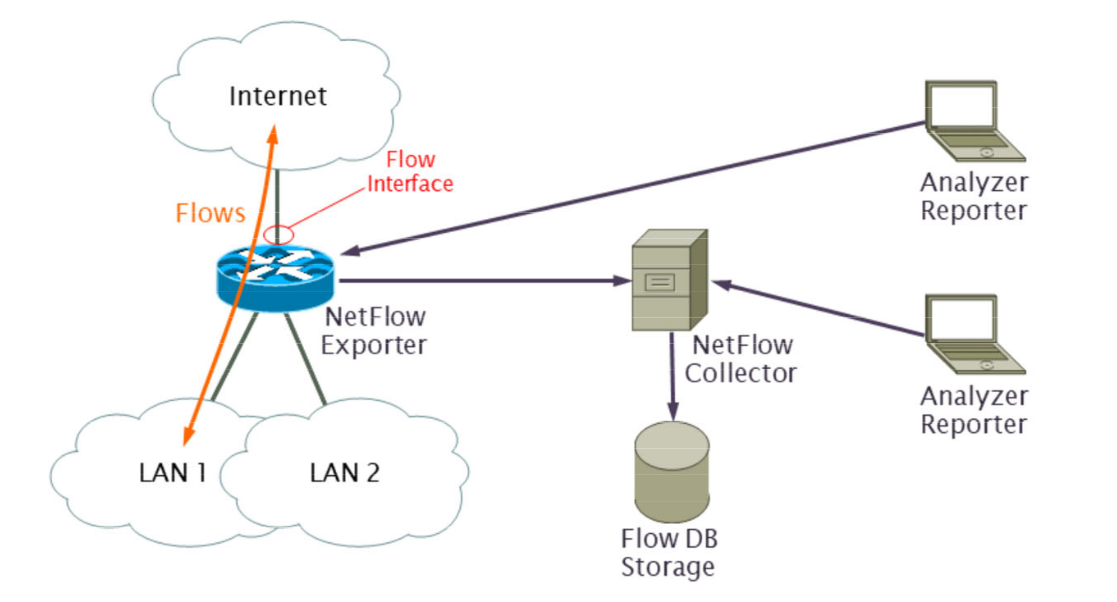 Internet
Flow
Interface
Flows
Analyzer
Reporter
NetFlow
Exporter
NetFlow
Collector
Analyzer
Reporter
LAN 1
LAN 2
Flow DB
Storage